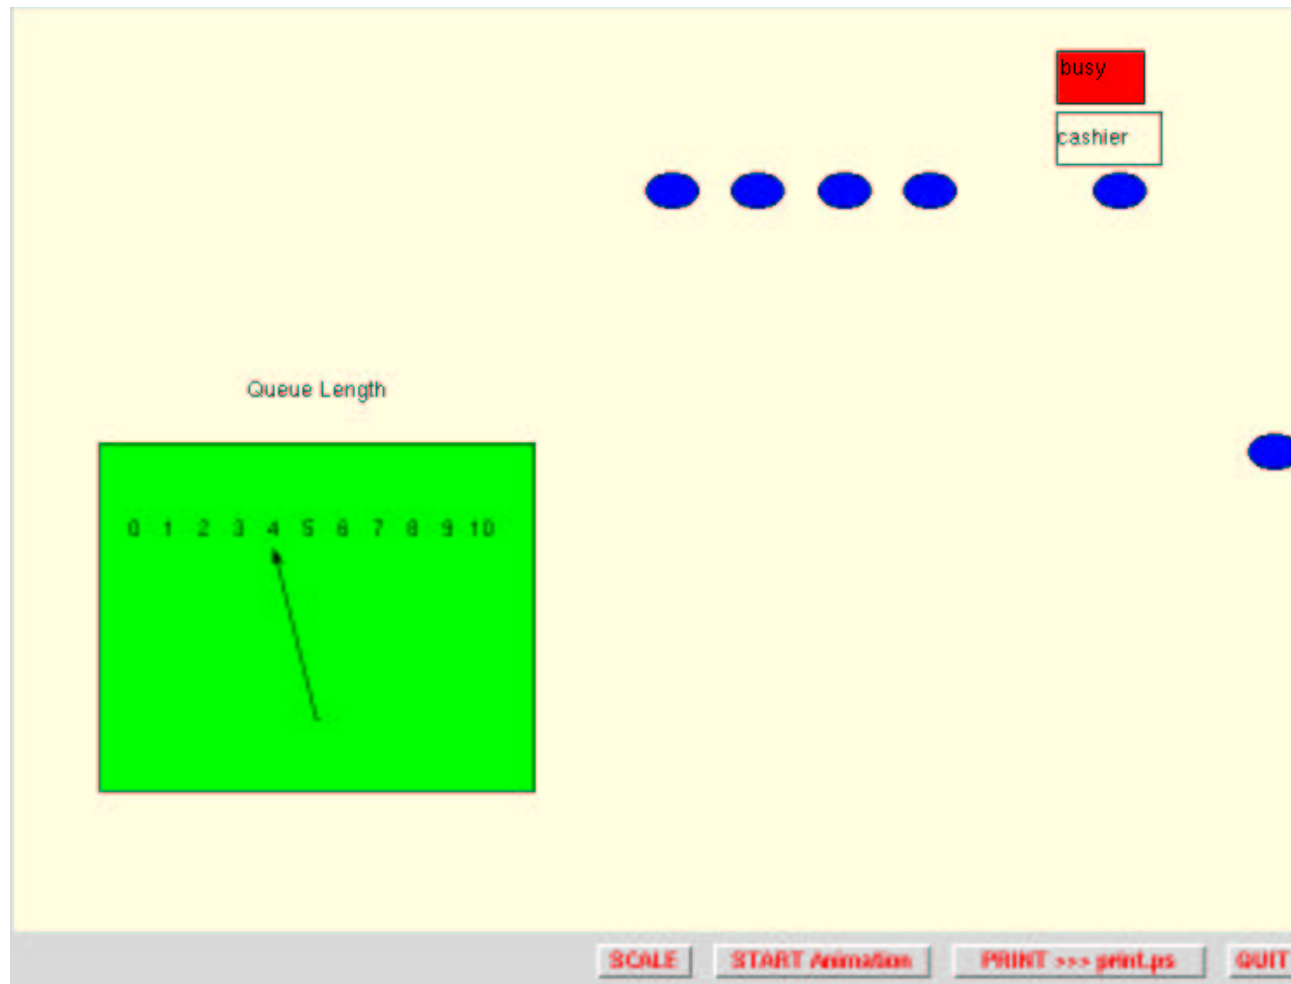 busy
cashier
Queue Length
0 1 2 3 4 5 6 7 8 9 10
SCALE START Animation PRINT >>> print.ps QUIT